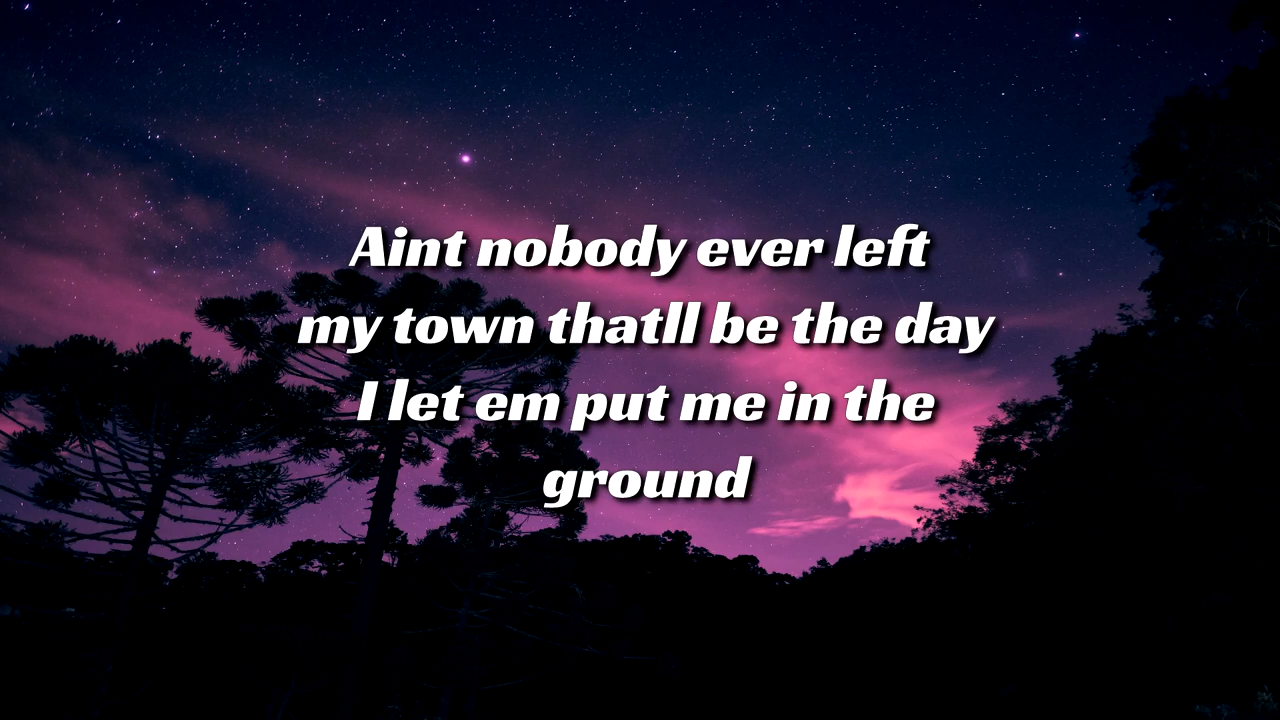 Aint nobody ever left
my town thatll be the day
I let em put me in the
ground